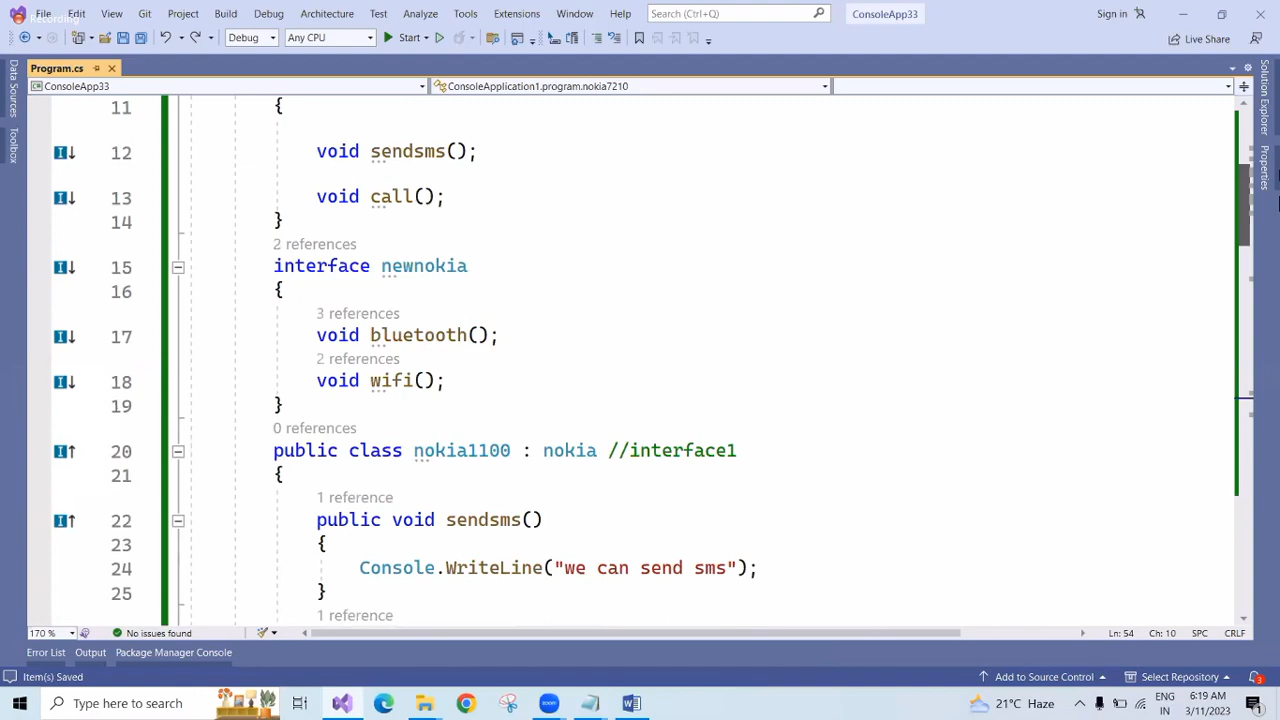 File Edit View Git Project Build Debug Architecture Test Analyze Tools Extensions Window Help Search (Ctrl+Q) ConsoleApp33 Sign in
Recording
Debug Any CPU Start Live Share
Program.cs
ConsoleApp33 ConsoleApplication1.program.nokia7210
Data Sources
Toolbox
Solution Explorer
Properties
11 {
12 void sendsms();
13 void call();
14 }
2 references
15 interface newnokia
16 {
3 references
17 void bluetooth();
2 references
18 void wifi();
19 }
0 references
20 public class nokia1100 : nokia //interface1
21 {
1 reference
22 public void sendsms()
23 {
24 Console.WriteLine("we can send sms");
25 }
1 reference
170 % No issues found Ln: 54 Ch: 10 SPC CRLF
Error List Output Package Manager Console
Item(s) Saved Add to Source Control Select Repository 3
Type here to search zoom 21°C Haze ENG 6:19 AM
IN 3/11/2023 1